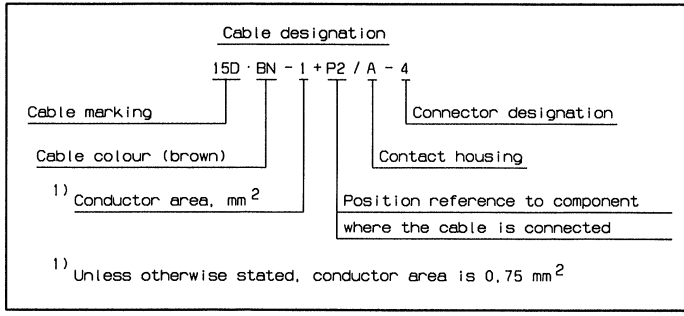 Cable designation
15D · BN - 1 + P2 / A - 4
Cable marking
Connector designation
Cable colour (brown)
Contact housing
1) Conductor area, mm 2
Position reference to component
where the cable is connected
1) Unless otherwise stated, conductor area is 0,75 mm 2